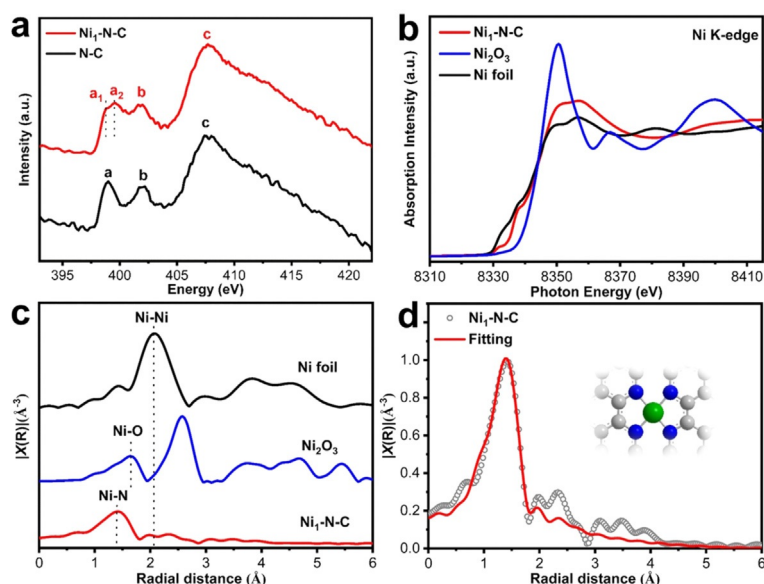 a
Ni₁-N-C
N-C
a₁
a₂
b
c
a
b
c
Intensity (a.u.)
395 400 405 410 415 420
Energy (eV)
b
Ni₁-N-C
Ni₂O₃
Ni foil
Ni K-edge
Absorption Intensity (a.u.)
8310 8330 8350 8370 8390 8415
Photon Energy (eV)
c
Ni-Ni
Ni foil
Ni-O
Ni₂O₃
Ni-N
Ni₁-N-C
|X(R)|(Å⁻³)
0 1 2 3 4 5 6
Radial distance (Å)
d
Ni₁-N-C
Fitting
|X(R)|(Å⁻³)
1.0
0.8
0.6
0.4
0.2
0.0
0 1 2 3 4 5 6
Radial distance (Å)